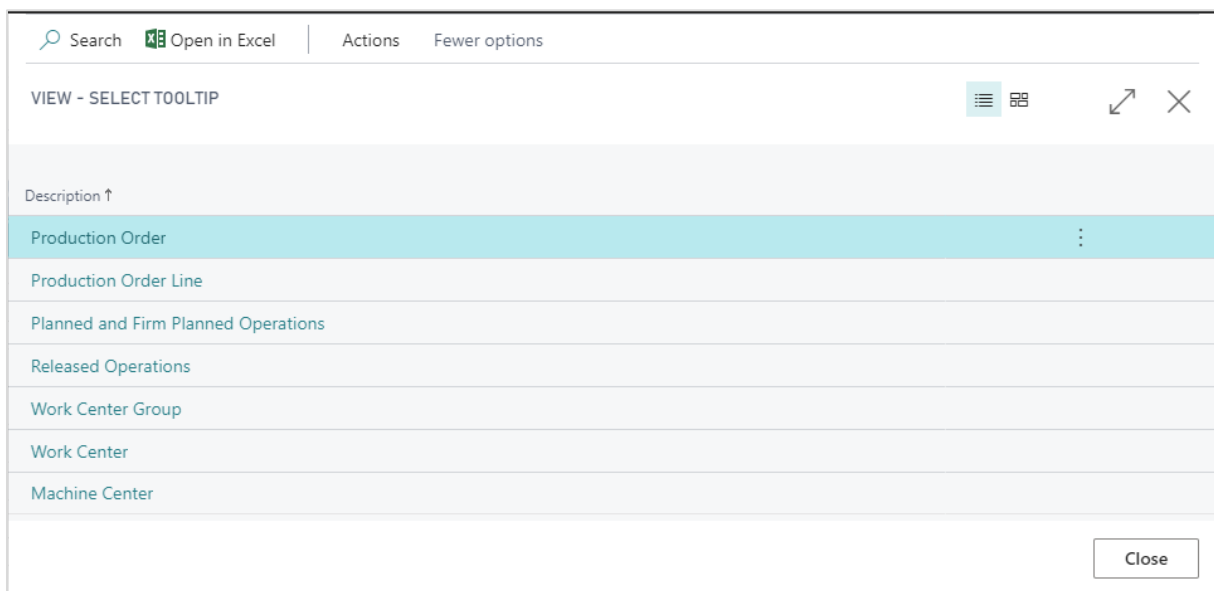 Search Open in Excel Actions Fewer options
VIEW - SELECT TOOLTIP
Description ↑
Production Order
Production Order Line
Planned and Firm Planned Operations
Released Operations
Work Center Group
Work Center
Machine Center
Close